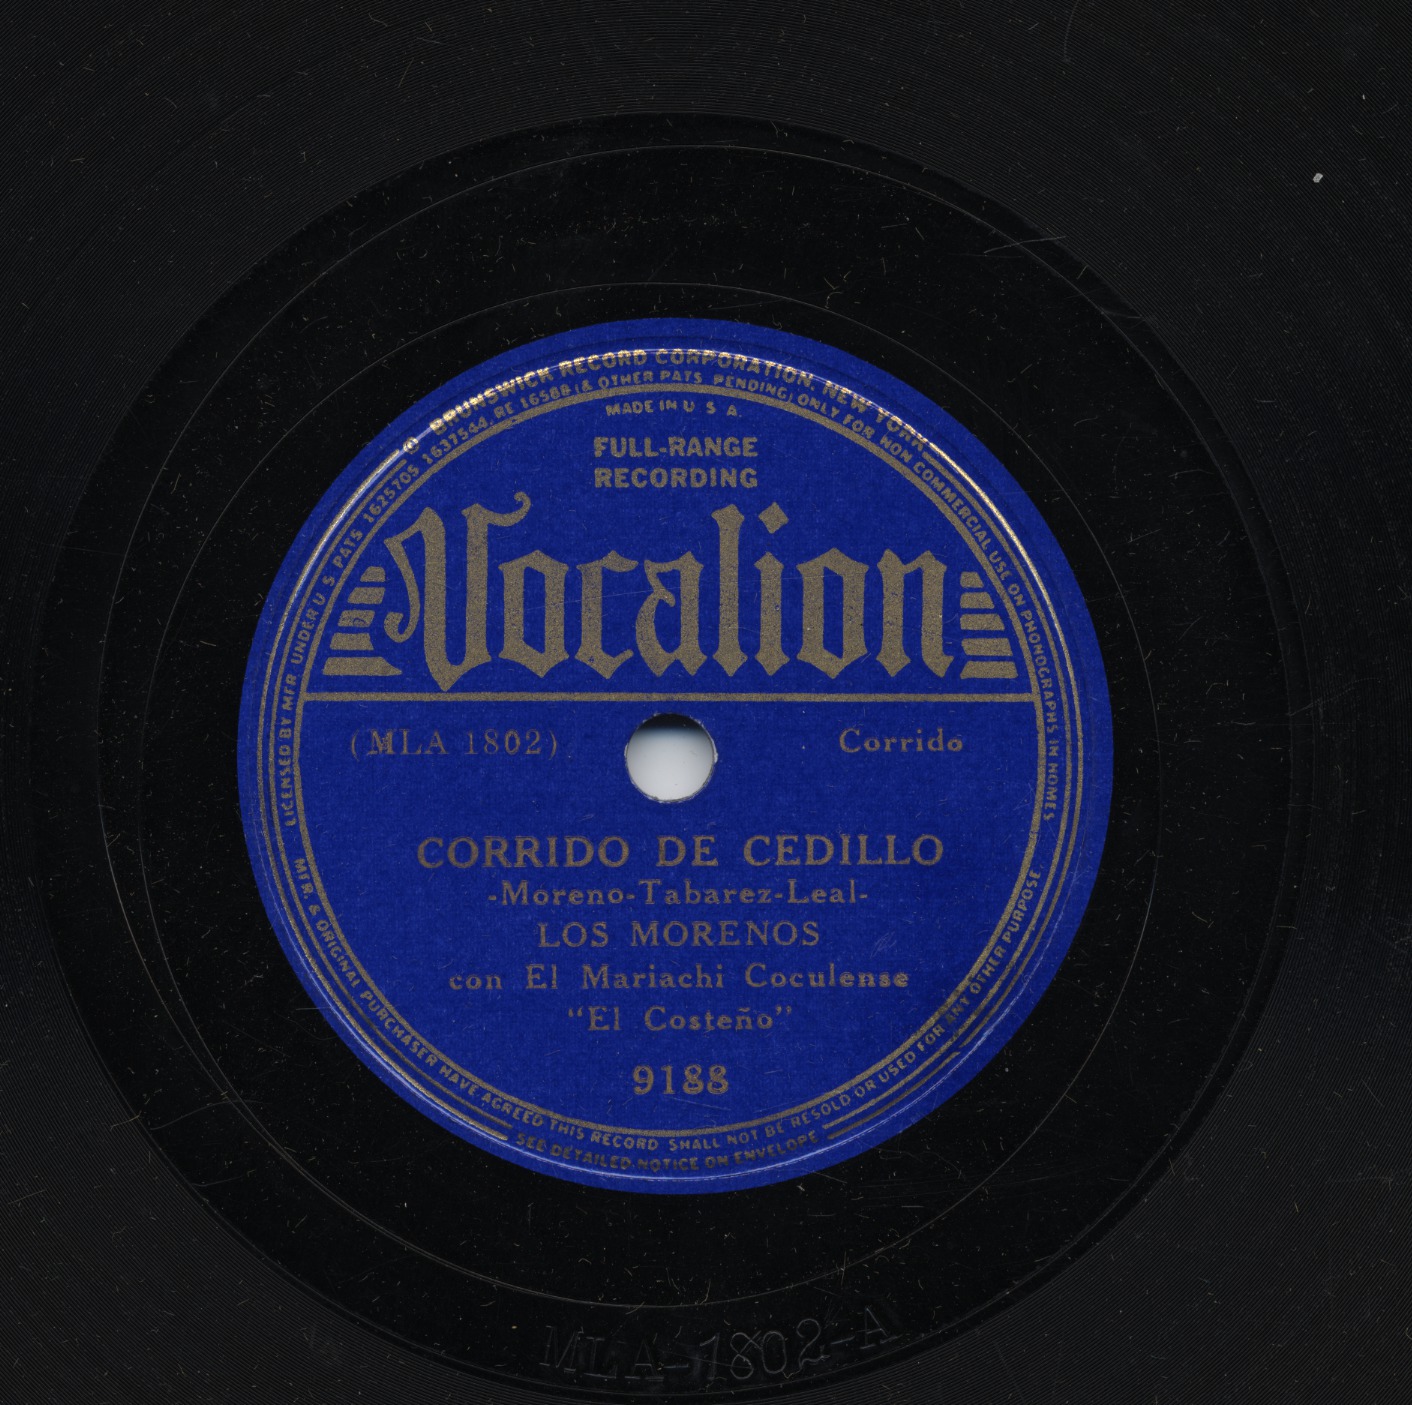 © BRUNSWICK RECORD CORPORATION, NEW YORK
LICENSED BY MFR UNDER U S PATS 1625705 1637544, RE 16588 (& OTHER PATS PENDING) ONLY FOR NON COMMERCIAL USE ON PHONOGRAPHS IN HOMES
MADE IN U S A.
FULL-RANGE
RECORDING
Vocalion
(MLA 1802)
Corrido
CORRIDO DE CEDILLO
-Moreno-Tabarez-Leal-
LOS MORENOS
con El Mariachi Coculense
"El Costeño"
9188
MFR. & ORIGINAL PURCHASER HAVE AGREED THIS RECORD SHALL NOT BE RESOLD OR USED FOR ANY OTHER PURPOSE
SEE DETAILED NOTICE ON ENVELOPE
MLA-1802-A